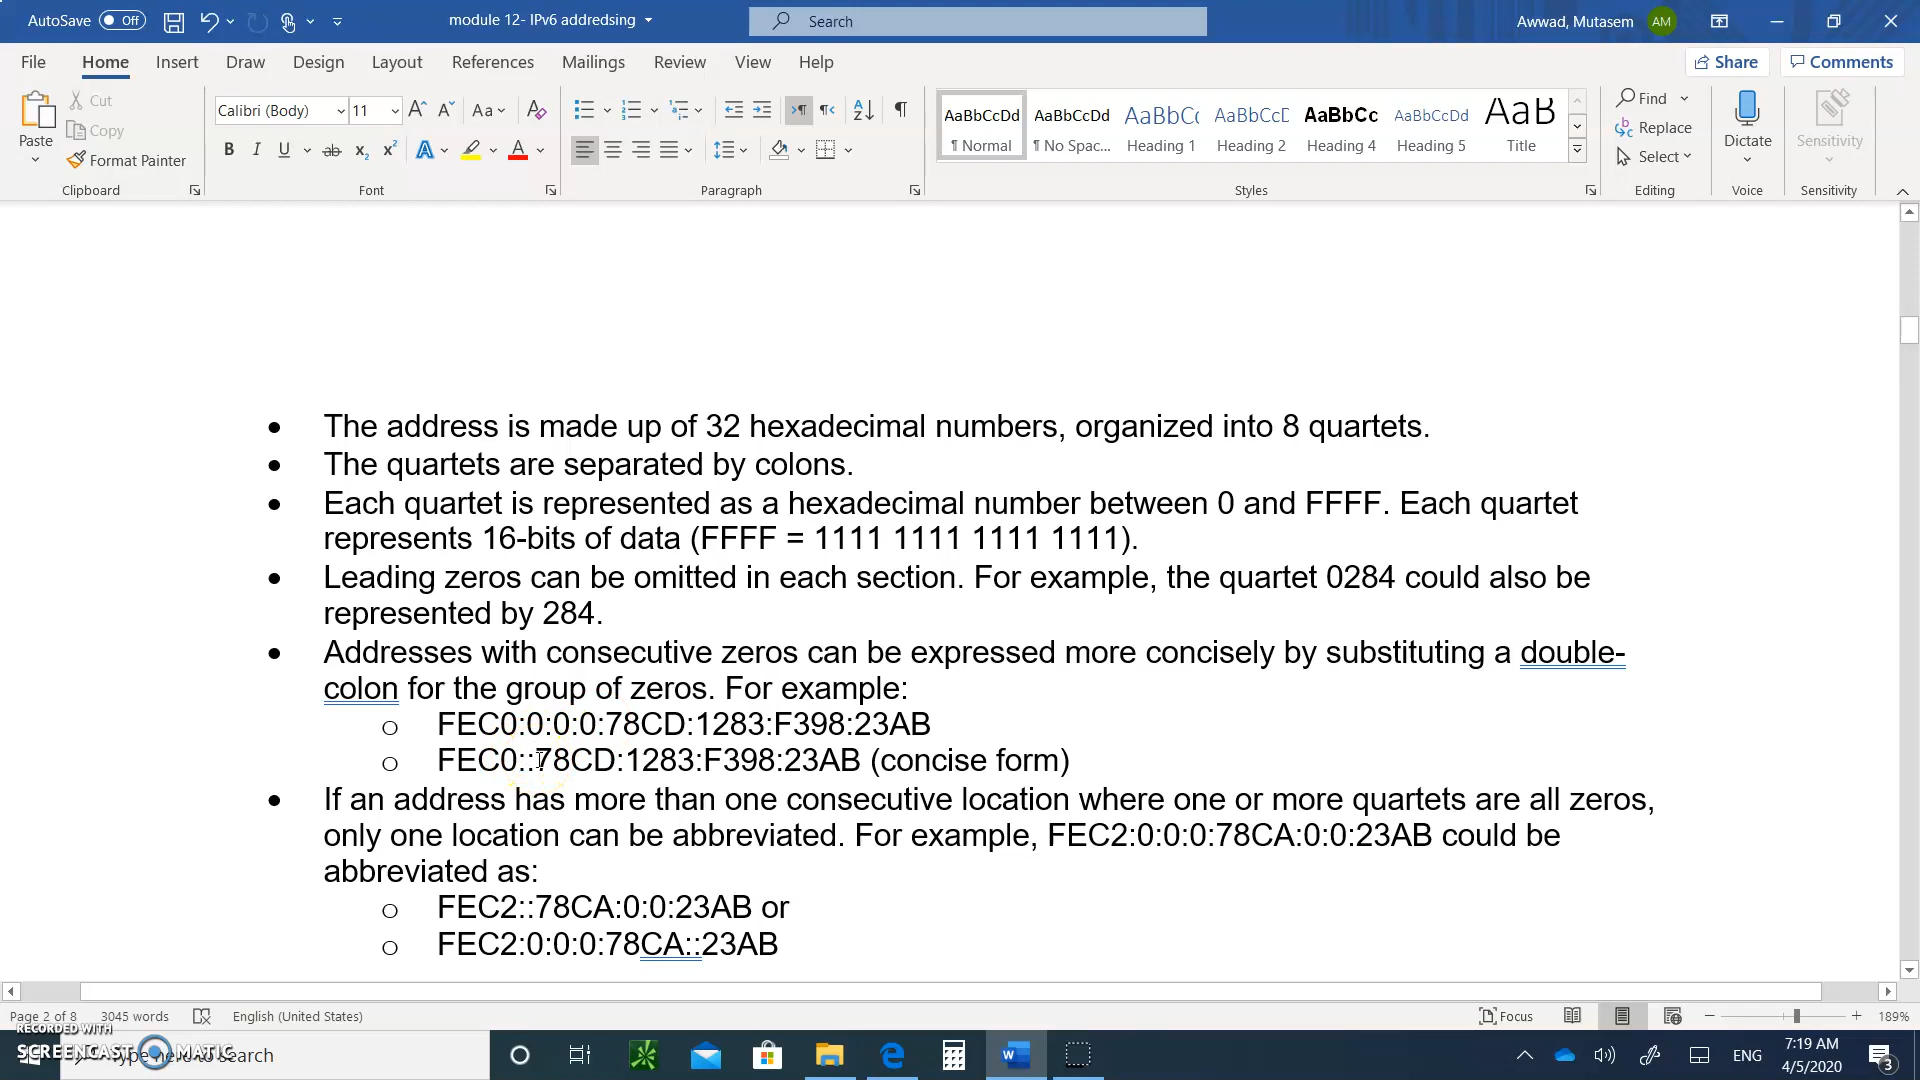 AutoSave Off
module 12- IPv6 addredsing
Search
Awwad, Mutasem AM
File Home Insert Draw Design Layout References Mailings Review View Help
Share Comments
Paste
Cut
Copy
Format Painter
Clipboard
Calibri (Body) 11
Font
Paragraph
AaBbCcDd AaBbCcDd AaBbCc AaBbCcE AaBbCc AaBbCcDd AaB
¶ Normal ¶ No Spac... Heading 1 Heading 2 Heading 4 Heading 5 Title
Styles
Find
Replace
Select
Editing
Dictate
Voice
Sensitivity
Sensitivity
• The address is made up of 32 hexadecimal numbers, organized into 8 quartets.
• The quartets are separated by colons.
• Each quartet is represented as a hexadecimal number between 0 and FFFF. Each quartet
represents 16-bits of data (FFFF = 1111 1111 1111 1111).
• Leading zeros can be omitted in each section. For example, the quartet 0284 could also be
represented by 284.
• Addresses with consecutive zeros can be expressed more concisely by substituting a double-
colon for the group of zeros. For example:
o FEC0:0:0:0:78CD:1283:F398:23AB
o FEC0::78CD:1283:F398:23AB (concise form)
• If an address has more than one consecutive location where one or more quartets are all zeros,
only one location can be abbreviated. For example, FEC2:0:0:0:78CA:0:0:23AB could be
abbreviated as:
o FEC2::78CA:0:0:23AB or
o FEC2:0:0:0:78CA::23AB
Page 2 of 8 3045 words English (United States)
Focus
189%
RECORDED WITH
SCREENCAST MATIC
Type here to search
ENG
7:19 AM
4/5/2020
3